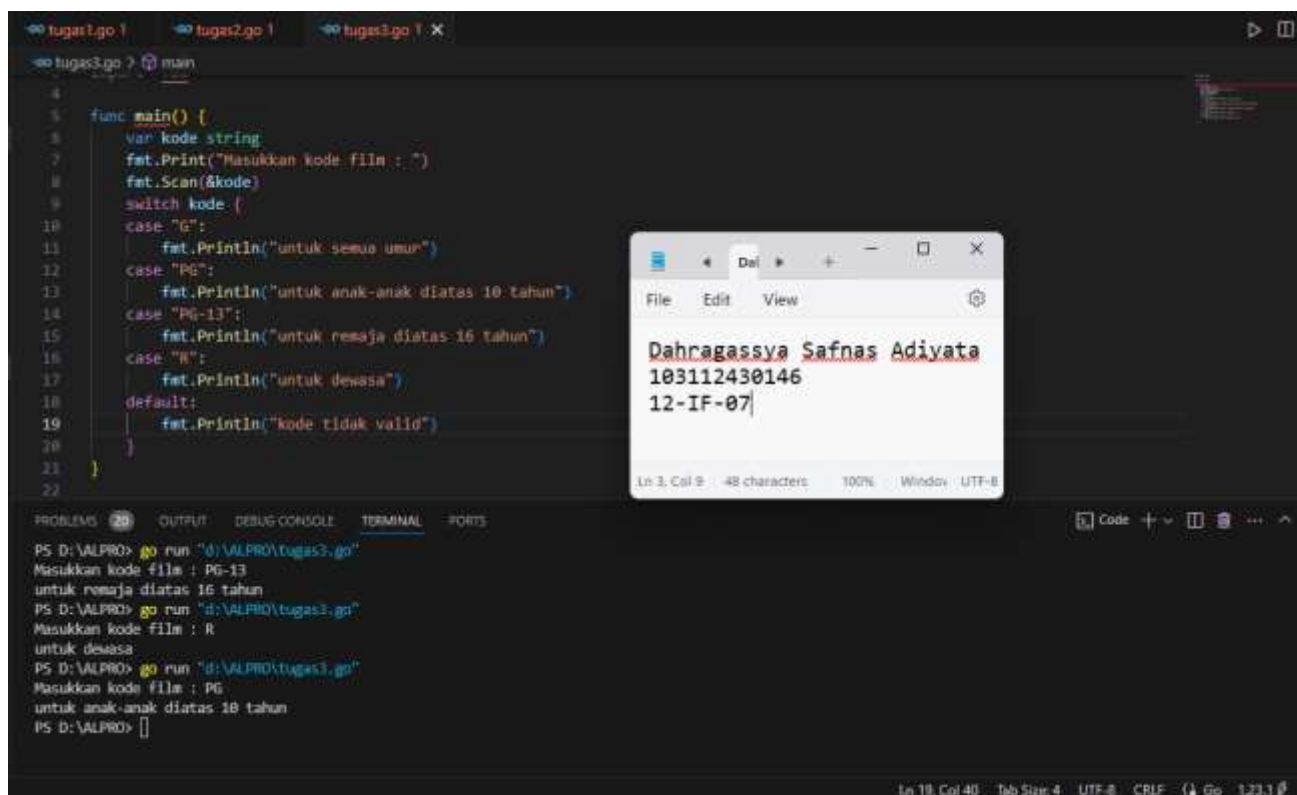 tugas1.go 1 tugas2.go 1 tugas3.go 1
tugas3.go > main
4
5 func main() {
6 var kode string
7 fmt.Print("Masukkan kode film : ")
8 fmt.Scan(&kode)
9 switch kode {
10 case "G":
11 fmt.Println("untuk semua umur")
12 case "PG":
13 fmt.Println("untuk anak-anak diatas 10 tahun")
14 case "PG-13":
15 fmt.Println("untuk remaja diatas 16 tahun")
16 case "R":
17 fmt.Println("untuk dewasa")
18 default:
19 fmt.Println("kode tidak valid")
20 }
21 }
22
Dal
File Edit View
Dahragassya Safnas Adiyata
103112430146
12-IF-07
Ln 3, Col 9 48 characters 100% Window UTF-8
PROBLEMS 20 OUTPUT DEBUG CONSOLE TERMINAL PORTS Code
PS D:\ALPRO> go run "d:\ALPRO\tugas3.go"
Masukkan kode film : PG-13
untuk remaja diatas 16 tahun
PS D:\ALPRO> go run "d:\ALPRO\tugas3.go"
Masukkan kode film : R
untuk dewasa
PS D:\ALPRO> go run "d:\ALPRO\tugas3.go"
Masukkan kode film : PG
untuk anak-anak diatas 10 tahun
PS D:\ALPRO>
Ln 19, Col 40 Tab Size: 4 UTF-8 CRLF Go 1.23.1